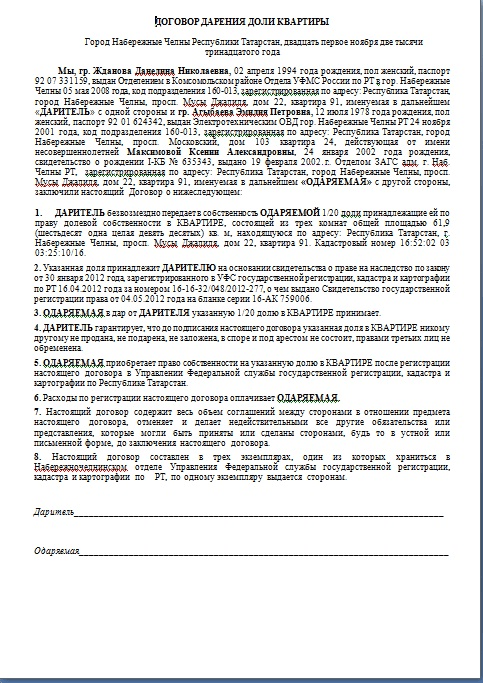 ДОГОВОР ДАРЕНИЯ ДОЛИ КВАРТИРЫ
Город Набережные Челны Республики Татарстан, двадцать первое ноября две тысячи
тринадцатого года
Мы, гр. Жданова Данелина Николаевна, 02 апреля 1994 года рождения, пол женский, паспорт
92 07 331159, выдан Отделением в Комсомольском районе Отдела УФМС России по РТ в гор. Набережные
Челны 05 мая 2008 года, код подразделения 160-013, зарегистрированная по адресу: Республика Татарстан,
город Набережные Челны, просп. Мусы Джалиля, дом 22, квартира 91, именуемая в дальнейшем
«ДАРИТЕЛЬ» с одной стороны и гр. Агыбаева Эмилия Петровна, 12 июля 1978 года рождения, пол
женский, паспорт 92 01 624342, выдан Электротехническим ОВД гор. Набережные Челны РТ 24 ноября
2001 года, код подразделения 160-013, зарегистрированная по адресу: Республика Татарстан, город
Набережные Челны, просп. Московский, дом 103 квартира 24, действующая от имени
несовершеннолетней Максимовой Ксении Александровны, 24 января 2002 года рождения,
свидетельство о рождении I-КБ № 635343, выдано 19 февраля 2002.г. Отделом ЗАГС адм. г. Наб.
Челны РТ, зарегистрированная по адресу: Республика Татарстан, город Набережные Челны, просп.
Мусы Джалиля, дом 22, квартира 91, именуемая в дальнейшем «ОДАРЯЕМАЯ» с другой стороны,
заключили настоящий Договор о нижеследующем:
1. ДАРИТЕЛЬ безвозмездно передает в собственность ОДАРЯЕМОЙ 1/20 доли принадлежащие ей по
праву долевой собственности в КВАРТИРЕ, состоящей из трех комнат общей площадью 61,9
(шестьдесят одна целая девять десятых) кв. м, находящуюся по адресу: Республика Татарстан, г.
Набережные Челны, просп. Мусы Джалиля, дом 22, квартира 91. Кадастровый номер 16:52:02 03
03:25:10/16.
2. Указанная доля принадлежит ДАРИТЕЛЮ на основании свидетельства о праве на наследство по закону
от 30 января 2012 года, зарегистрированного в УФС государственной регистрации, кадастра и картографии
по РТ 16.04.2012 года за номером 16-16-32/048/2012-277, о чем выдано Свидетельство государственной
регистрации права от 04.05.2012 года на бланке серии 16-АК 759006.
3. ОДАРЯЕМАЯ в дар от ДАРИТЕЛЯ указанную 1/20 долю в КВАРТИРЕ принимает.
4. ДАРИТЕЛЬ гарантирует, что до подписания настоящего договора указанная доля в КВАРТИРЕ никому
другому не продана, не подарена, не заложена, в споре и под арестом не состоит, правами третьих лиц не
обременена.
5. ОДАРЯЕМАЯ приобретает право собственности на указанную долю в КВАРТИРЕ после регистрации
настоящего договора в Управлении Федеральной службы государственной регистрации, кадастра и
картографии по Республике Татарстан.
6. Расходы по регистрации настоящего договора оплачивает ОДАРЯЕМАЯ.
7. Настоящий договор содержит весь объем соглашений между сторонами в отношении предмета
настоящего договора, отменяет и делает недействительными все другие обязательства или
представления, которые могли быть приняты или сделаны сторонами, будь то в устной или
письменной форме, до заключения настоящего договора.
8. Настоящий договор составлен в трех экземплярах, один из которых храниться в
Набережночелнинском отделе Управления Федеральной службы государственной регистрации,
кадастра и картографии по РТ, по одному экземпляру выдается сторонам.
Даритель____________________
Одаряемая____________________